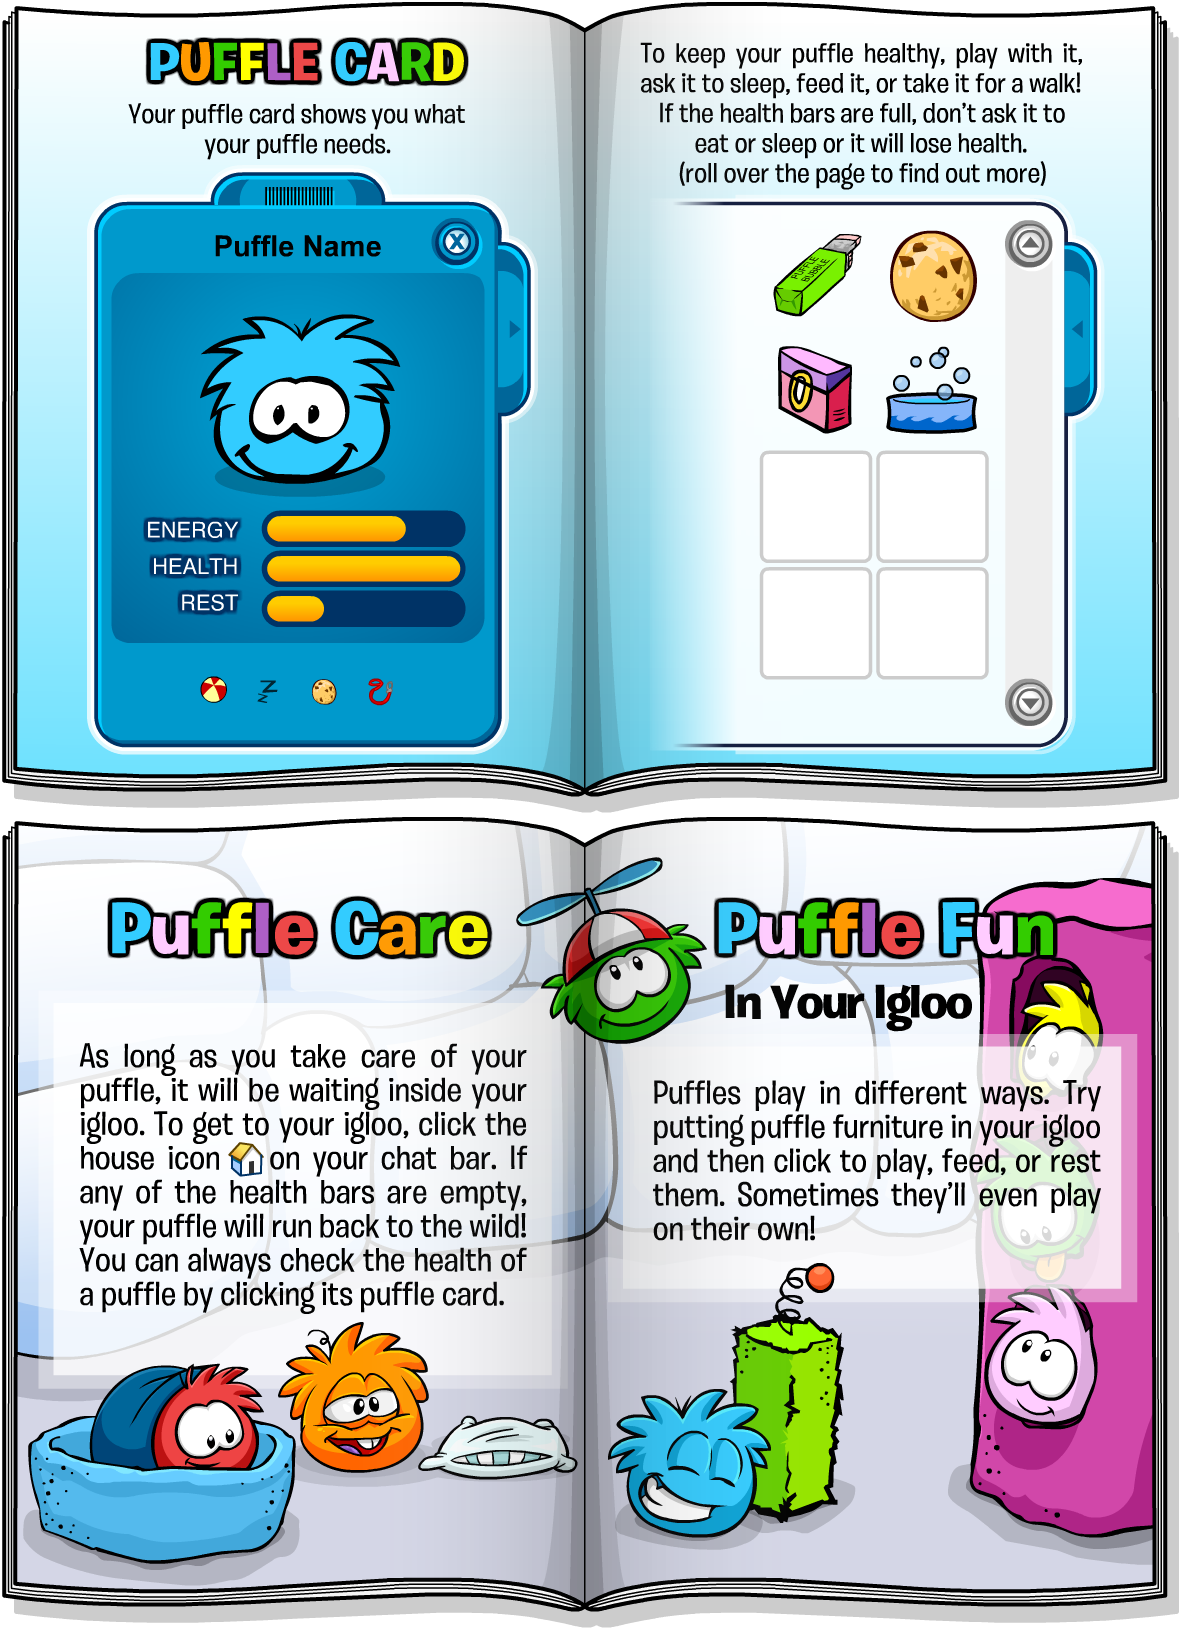 PUFFLE CARD
Your puffle card shows you what
your puffle needs.
Puffle Name
X
ENERGY
HEALTH
REST
z z Z
To keep your puffle healthy, play with it,
ask it to sleep, feed it, or take it for a walk!
If the health bars are full, don't ask it to
eat or sleep or it will lose health.
(roll over the page to find out more)
PUFFLE
BUBBLE
O
Puffle Care
As long as you take care of your
puffle, it will be waiting inside your
igloo. To get to your igloo, click the
house icon on your chat bar. If
any of the health bars are empty,
your puffle will run back to the wild!
You can always check the health of
a puffle by clicking its puffle card.
Puffle Fun
In Your Igloo
Puffles play in different ways. Try
putting puffle furniture in your igloo
and then click to play, feed, or rest
them. Sometimes they'll even play
on their own!